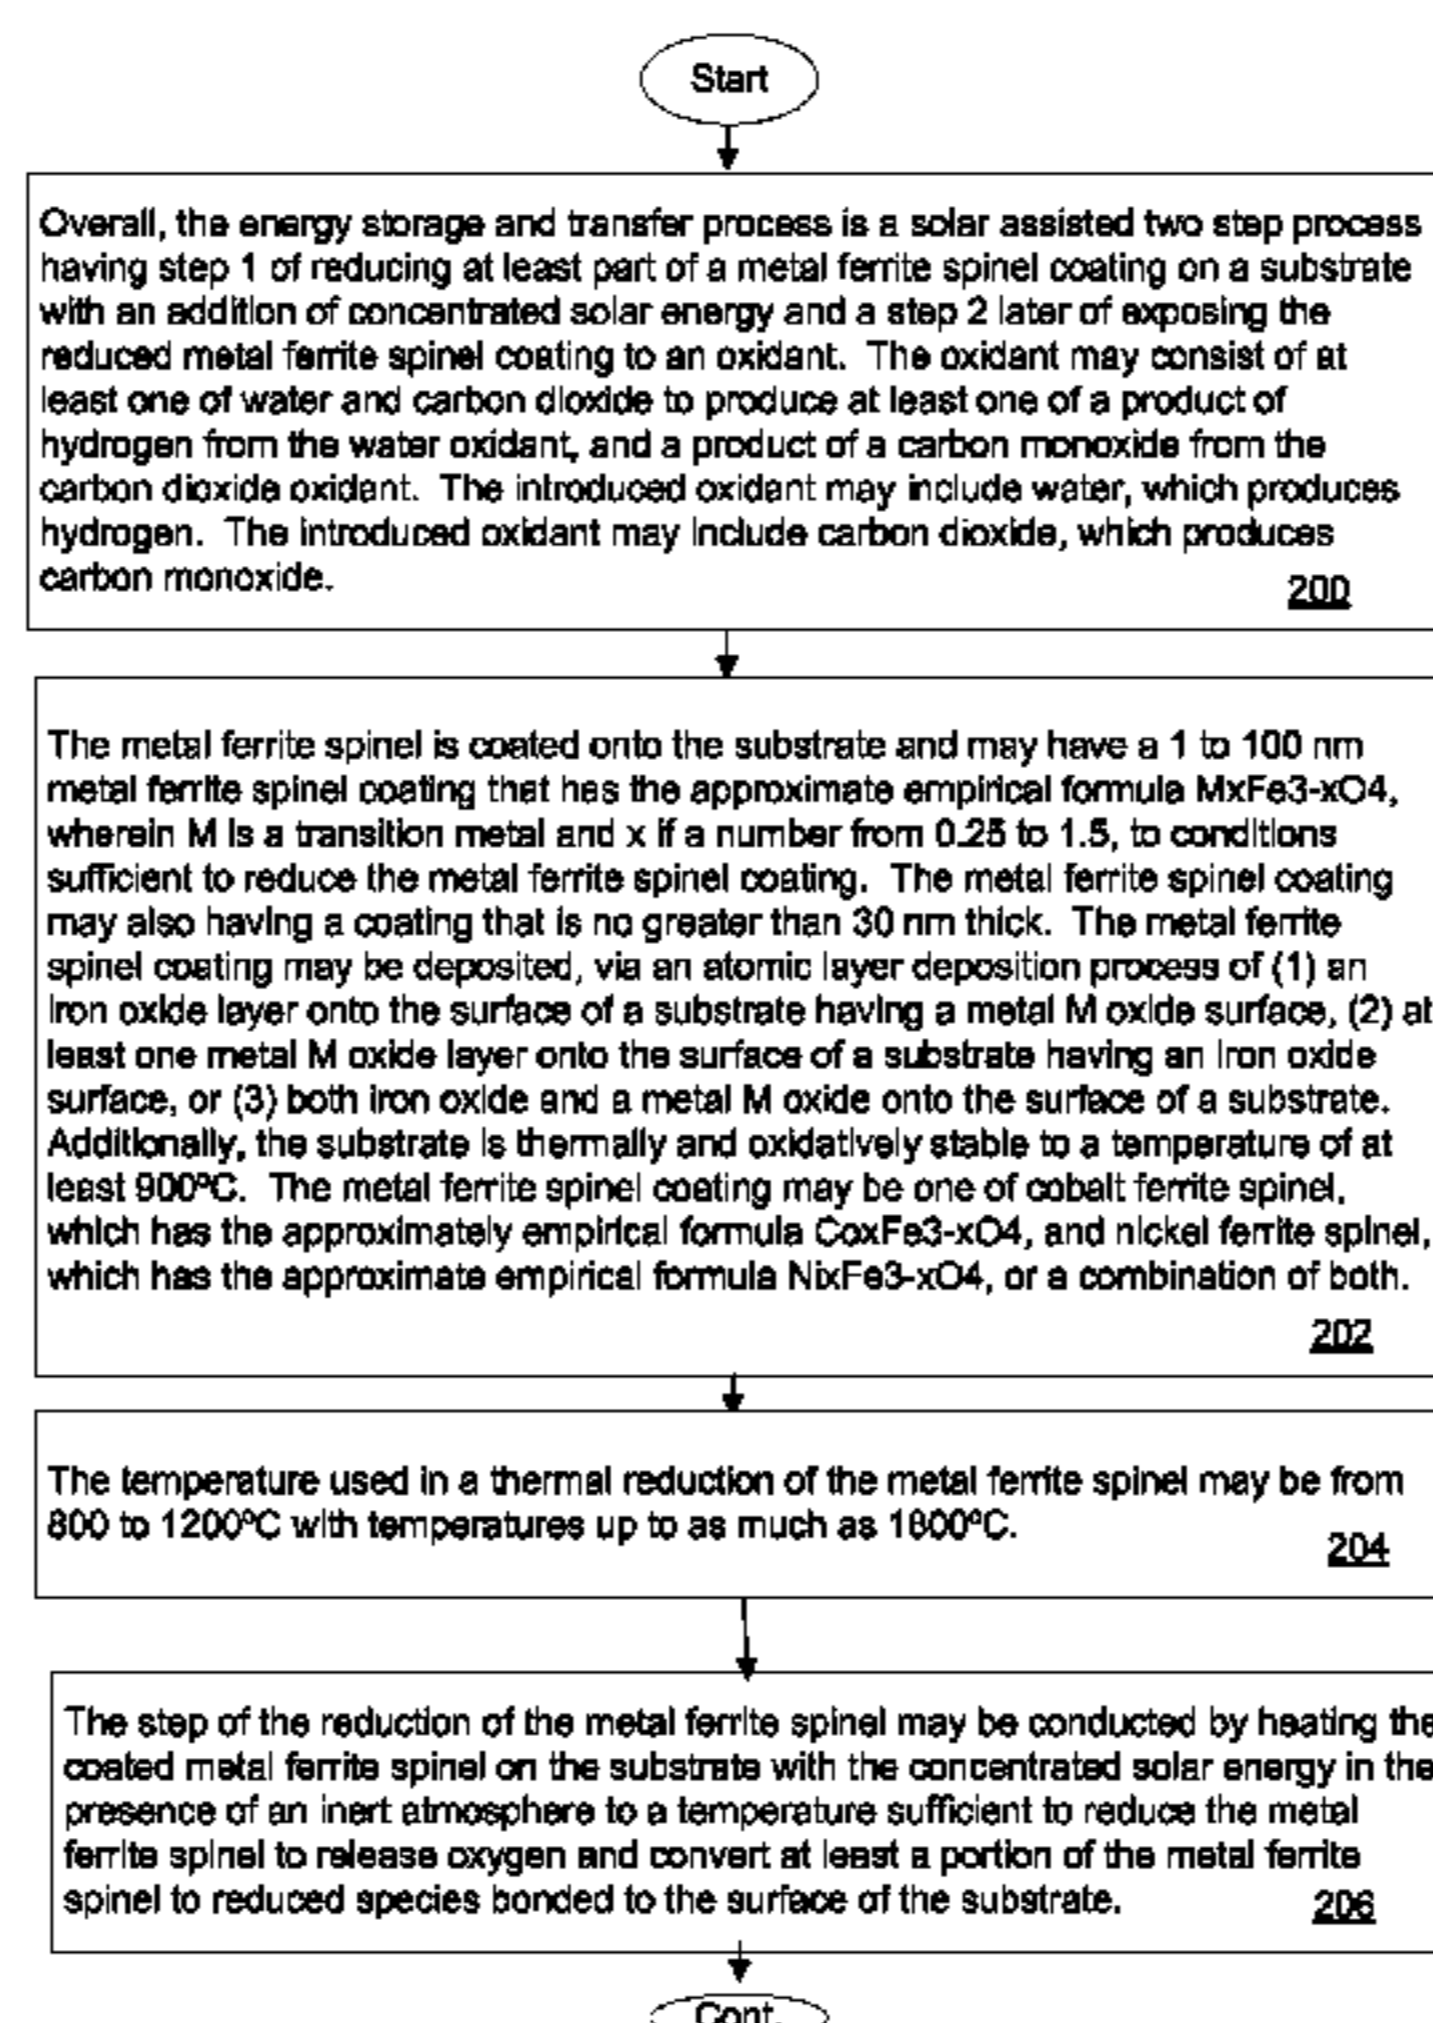 Start
Overall, the energy storage and transfer process is a solar assisted two step process
having step 1 of reducing at least part of a metal ferrite spinel coating on a substrate
with an addition of concentrated solar energy and a step 2 later of exposing the
reduced metal ferrite spinel coating to an oxidant.  The oxidant may consist of at
least one of water and carbon dioxide to produce at least one of a product of
hydrogen from the water oxidant, and a product of a carbon monoxide from the
carbon dioxide oxidant.  The introduced oxidant may include water, which produces
hydrogen.  The introduced oxidant may include carbon dioxide, which produces
carbon monoxide.
200
The metal ferrite spinel is coated onto the substrate and may have a 1 to 100 nm
metal ferrite spinel coating that has the approximate empirical formula MxFe3-xO4,
wherein M is a transition metal and x if a number from 0.25 to 1.5, to conditions
sufficient to reduce the metal ferrite spinel coating.  The metal ferrite spinel coating
may also having a coating that is no greater than 30 nm thick.  The metal ferrite
spinel coating may be deposited, via an atomic layer deposition process of (1) an
iron oxide layer onto the surface of a substrate having a metal M oxide surface, (2) at
least one metal M oxide layer onto the surface of a substrate having an iron oxide
surface, or (3) both iron oxide and a metal M oxide onto the surface of a substrate.
Additionally, the substrate is thermally and oxidatively stable to a temperature of at
least 900ºC.  The metal ferrite spinel coating may be one of cobalt ferrite spinel,
which has the approximately empirical formula CoxFe3-xO4, and nickel ferrite spinel,
which has the approximate empirical formula NixFe3-xO4, or a combination of both.
202
The temperature used in a thermal reduction of the metal ferrite spinel may be from
800 to 1200ºC with temperatures up to as much as
204
The step of the reduction of the metal ferrite spinel may be conducted by heating the
coated metal ferrite spinel on the substrate with the concentrated solar energy in the
presence of an inert atmosphere to a temperature sufficient to reduce the metal
ferrite spinel to release oxygen and convert at least a portion of the metal ferrite
spinel to reduced species bonded to the surface of the substrate.
206
Cont.